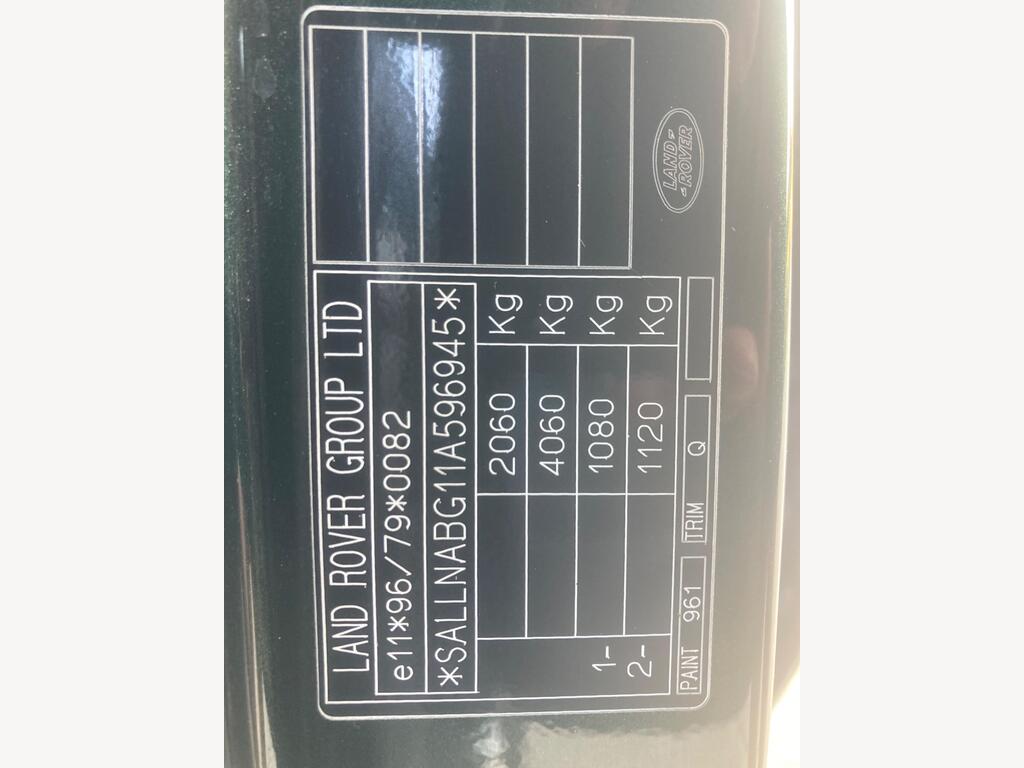 LAND ROVER GROUP LTD
e11*96/79*0082
*SALLNABG11A596945*
2060 Kg
4060 Kg
1- 1080 Kg
2- 1120 Kg
PAINT 961 TRIM Q
LAND
ROVER